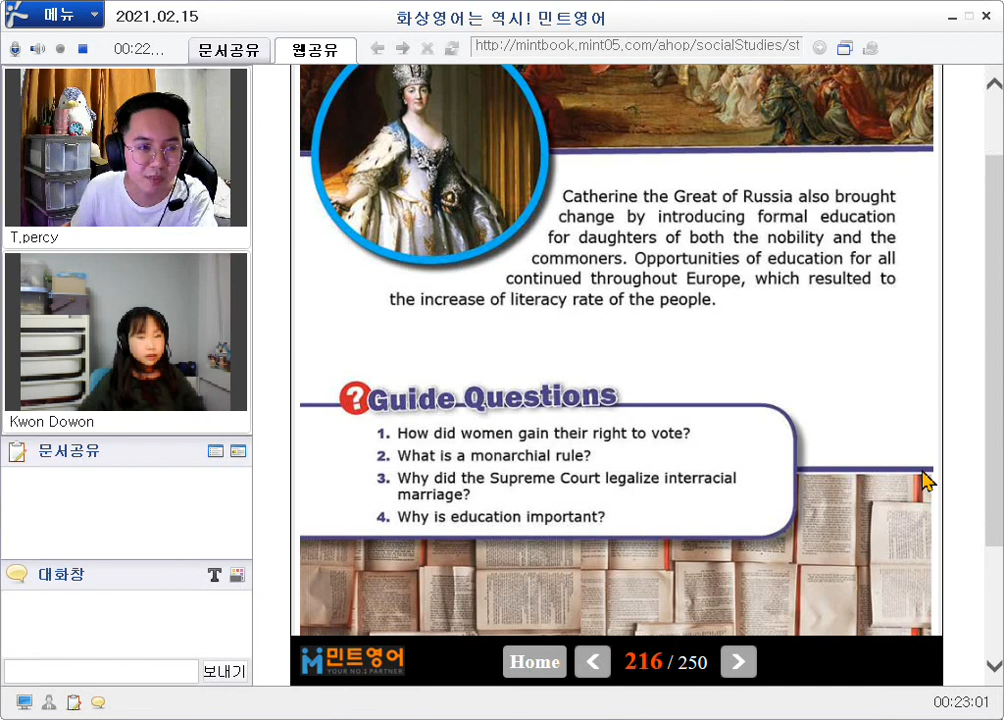 메뉴
2021.02.15
화상영어는 역시! 민트영어
00:22...
문서공유
웹공유
http://mintbook.mint05.com/ahop/socialStudies/st
T.percy
Kwon Dowon
문서공유
대화창
보내기
Catherine the Great of Russia also brought
change by introducing formal education
for daughters of both the nobility and the
commoners. Opportunities of education for all
continued throughout Europe, which resulted to
the increase of literacy rate of the people.
? Guide Questions
1. How did women gain their right to vote?
2. What is a monarchial rule?
3. Why did the Supreme Court legalize interracial
marriage?
4. Why is education important?
민트영어
YOUR NO.1 PARTNER
Home
216 / 250
00:23:01